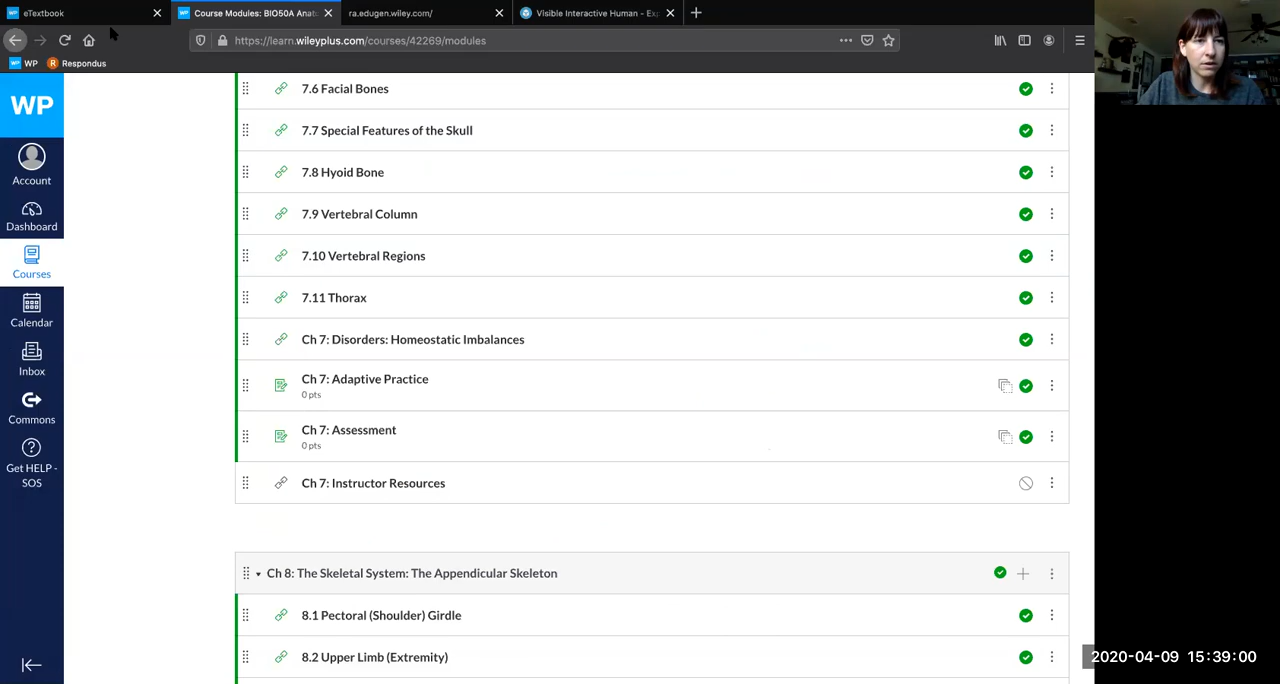 eTextbook
Course Modules: BIO50A Anat
ra.edugen.wiley.com/
Visible Interactive Human - Exp
https://learn.wileyplus.com/courses/42269/modules
WP
Respondus
WP
Account
Dashboard
Courses
Calendar
Inbox
Commons
Get HELP -
SOS
7.6 Facial Bones
7.7 Special Features of the Skull
7.8 Hyoid Bone
7.9 Vertebral Column
7.10 Vertebral Regions
7.11 Thorax
Ch 7: Disorders: Homeostatic Imbalances
Ch 7: Adaptive Practice
0 pts
Ch 7: Assessment
0 pts
Ch 7: Instructor Resources
Ch 8: The Skeletal System: The Appendicular Skeleton
8.1 Pectoral (Shoulder) Girdle
8.2 Upper Limb (Extremity)
2020-04-09 15:39:00